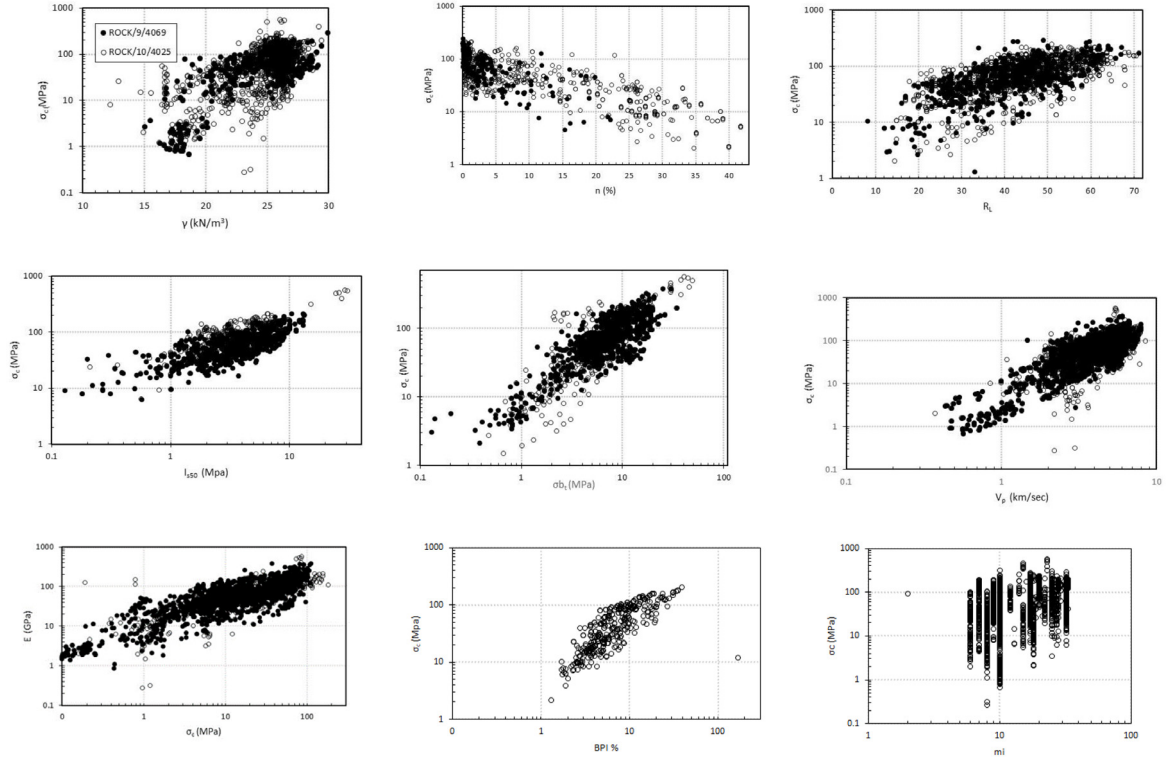 1000
100
10
1
0.1
σc (MPa)
●ROCK/9/4069
○ROCK/10/4025
10 15 20 25 30
γ (kN/m³)
1000
100
10
1
σc (MPa)
0 5 10 15 20 25 30 35 40
n (%)
1000
100
10
1
σc (MPa)
0 10 20 30 40 50 60 70
RL
1000
100
10
1
σc (MPa)
0.1 1 10
Is50 (Mpa)
100
10
1
σc (MPa)
0.1 1 10 100
σbt (MPa)
1000
100
10
1
0.1
σc (MPa)
0.1 1 10
Vp (km/sec)
1000
100
10
1
0.1
E (GPa)
0 1 10 100
σt (MPa)
1000
100
10
1
σc (Mpa)
0 1 10 100
BPI %
1000
100
10
1
0.1
σc (MPa)
1 10 100
mi